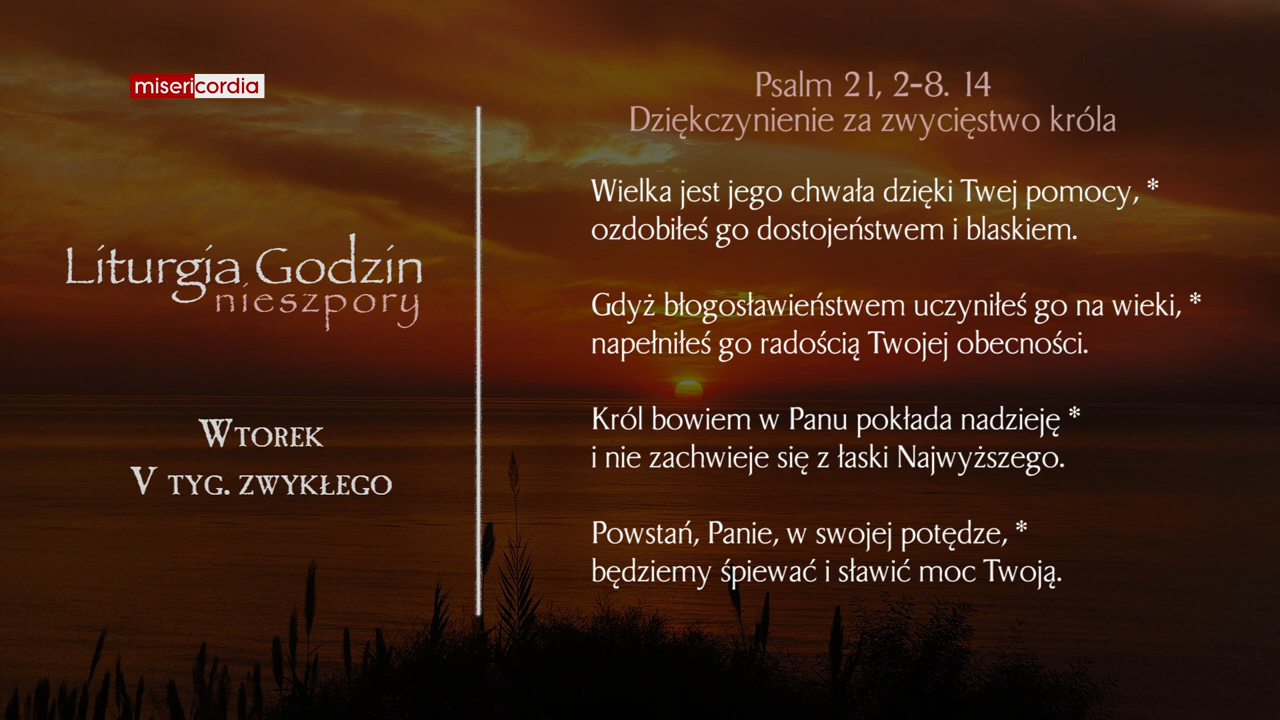 misericordia
Liturgia Godzin
nieszpory
Wtorek
V tyg. zwykłego
Psalm 21, 2-8. 14
Dziękczynienie za zwycięstwo króla
Wielka jest jego chwała dzięki Twej pomocy, *
ozdobiłeś go dostojeństwem i blaskiem.
Gdyż błogosławieństwem uczyniłeś go na wieki, *
napełniłeś go radością Twojej obecności.
Król bowiem w Panu pokłada nadzieję *
i nie zachwieje się z łaski Najwyższego.
Powstań, Panie, w swojej potędze, *
będziemy śpiewać i sławić moc Twoją.